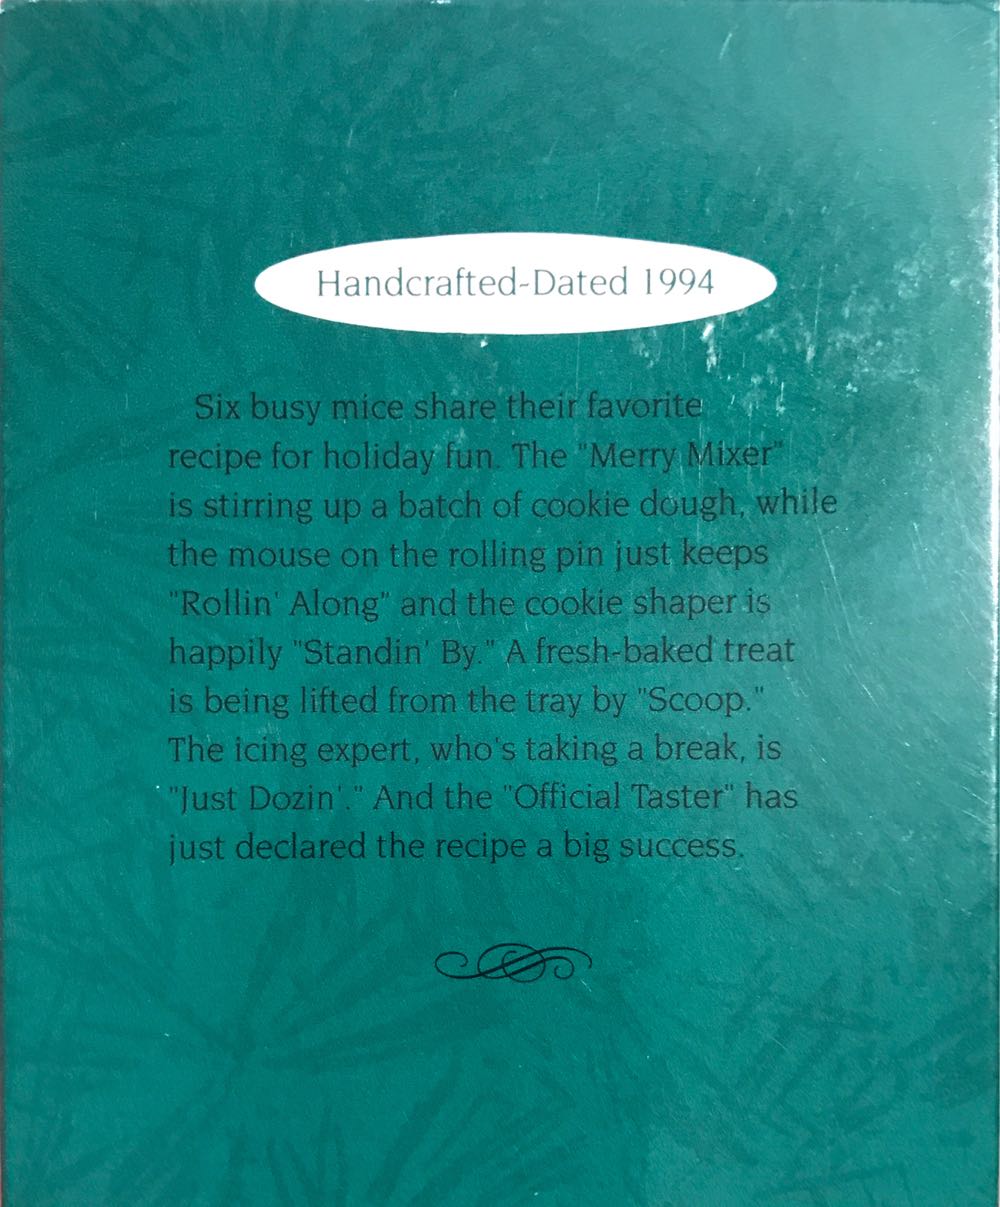 Handcrafted-Dated 1994
Six busy mice share their favorite
recipe for holiday fun. The "Merry Mixer"
is stirring up a batch of cookie dough, while
the mouse on the rolling pin just keeps
"Rollin' Along" and the cookie shaper is
happily "Standin' By." A fresh-baked treat
is being lifted from the tray by "Scoop."
The icing expert, who's taking a break, is
"Just Dozin'." And the "Official Taster" has
just declared the recipe a big success.